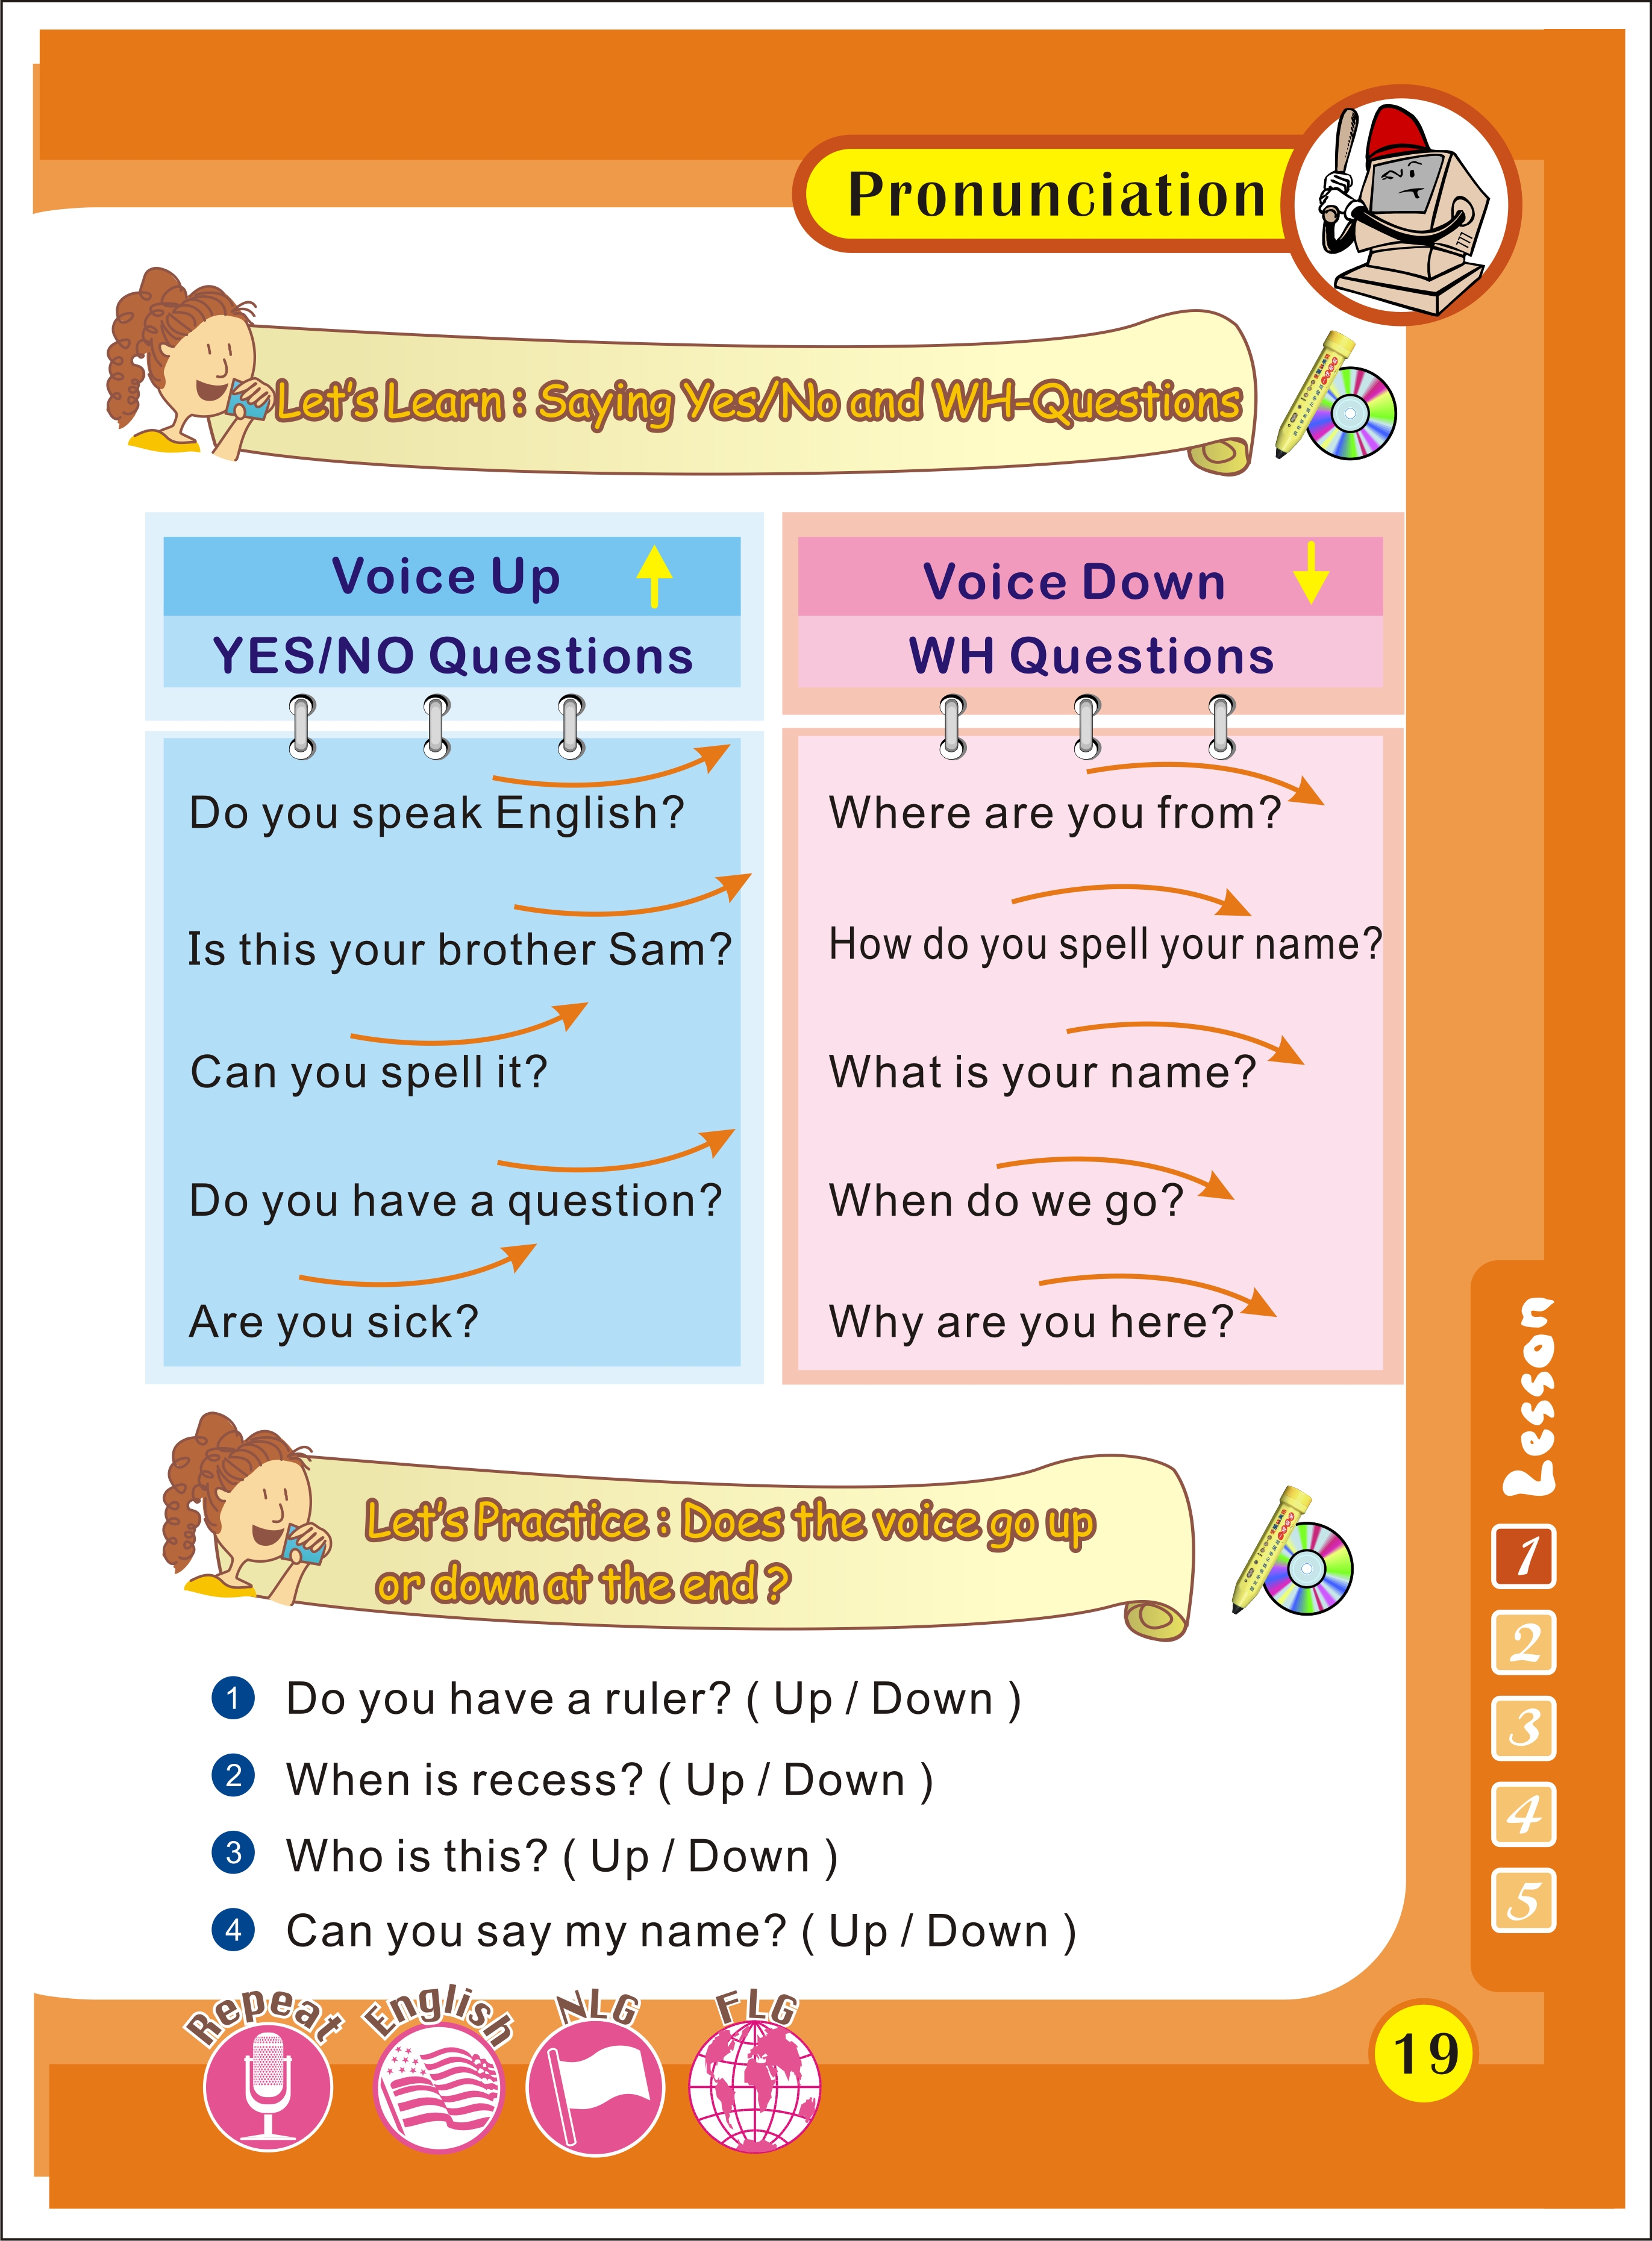 Pronunciation
Let's Learn : Saying Yes/No and WH-Questions
Voice Up
YES/NO Questions
Do you speak English?
Is this your brother Sam?
Can you spell it?
Do you have a question?
Are you sick?
Voice Down
WH Questions
Where are you from?
How do you spell your name?
What is your name?
When do we go?
Why are you here?
Let's Practice : Does the voice go up
or down at the end ?
1 Do you have a ruler? ( Up / Down )
2 When is recess? ( Up / Down )
3 Who is this? ( Up / Down )
4 Can you say my name? ( Up / Down )
Lesson
1
2
3
4
5
Repeat
English
NLG
FLG
19